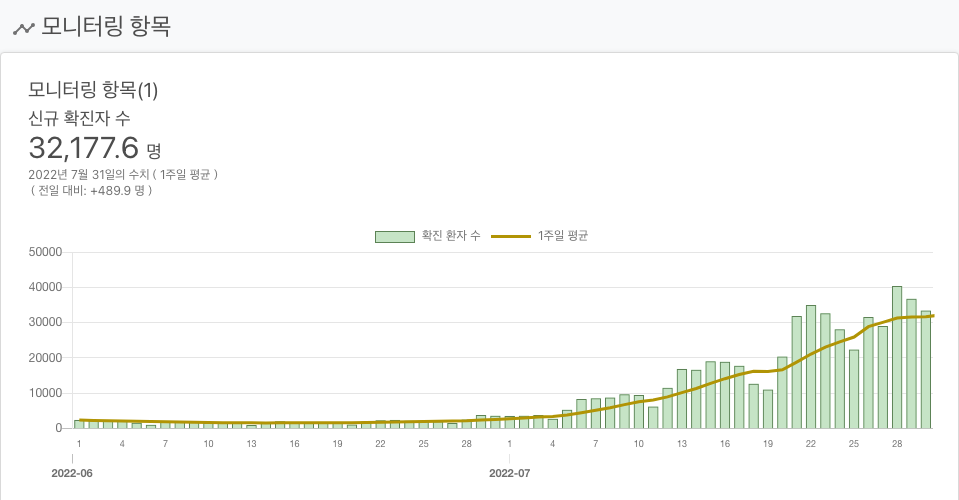 모니터링 항목
모니터링 항목(1)
신규 확진자 수
32,177.6 명
2022년 7월 31일의 수치 ( 1주일 평균 )
( 전일 대비: +489.9 명 )
확진 환자 수 1주일 평균
50000
40000
30000
20000
10000
0
1 4 7 10 13 16 19 22 25 28 1 4 7 10 13 16 19 22 25 28
2022-06 2022-07